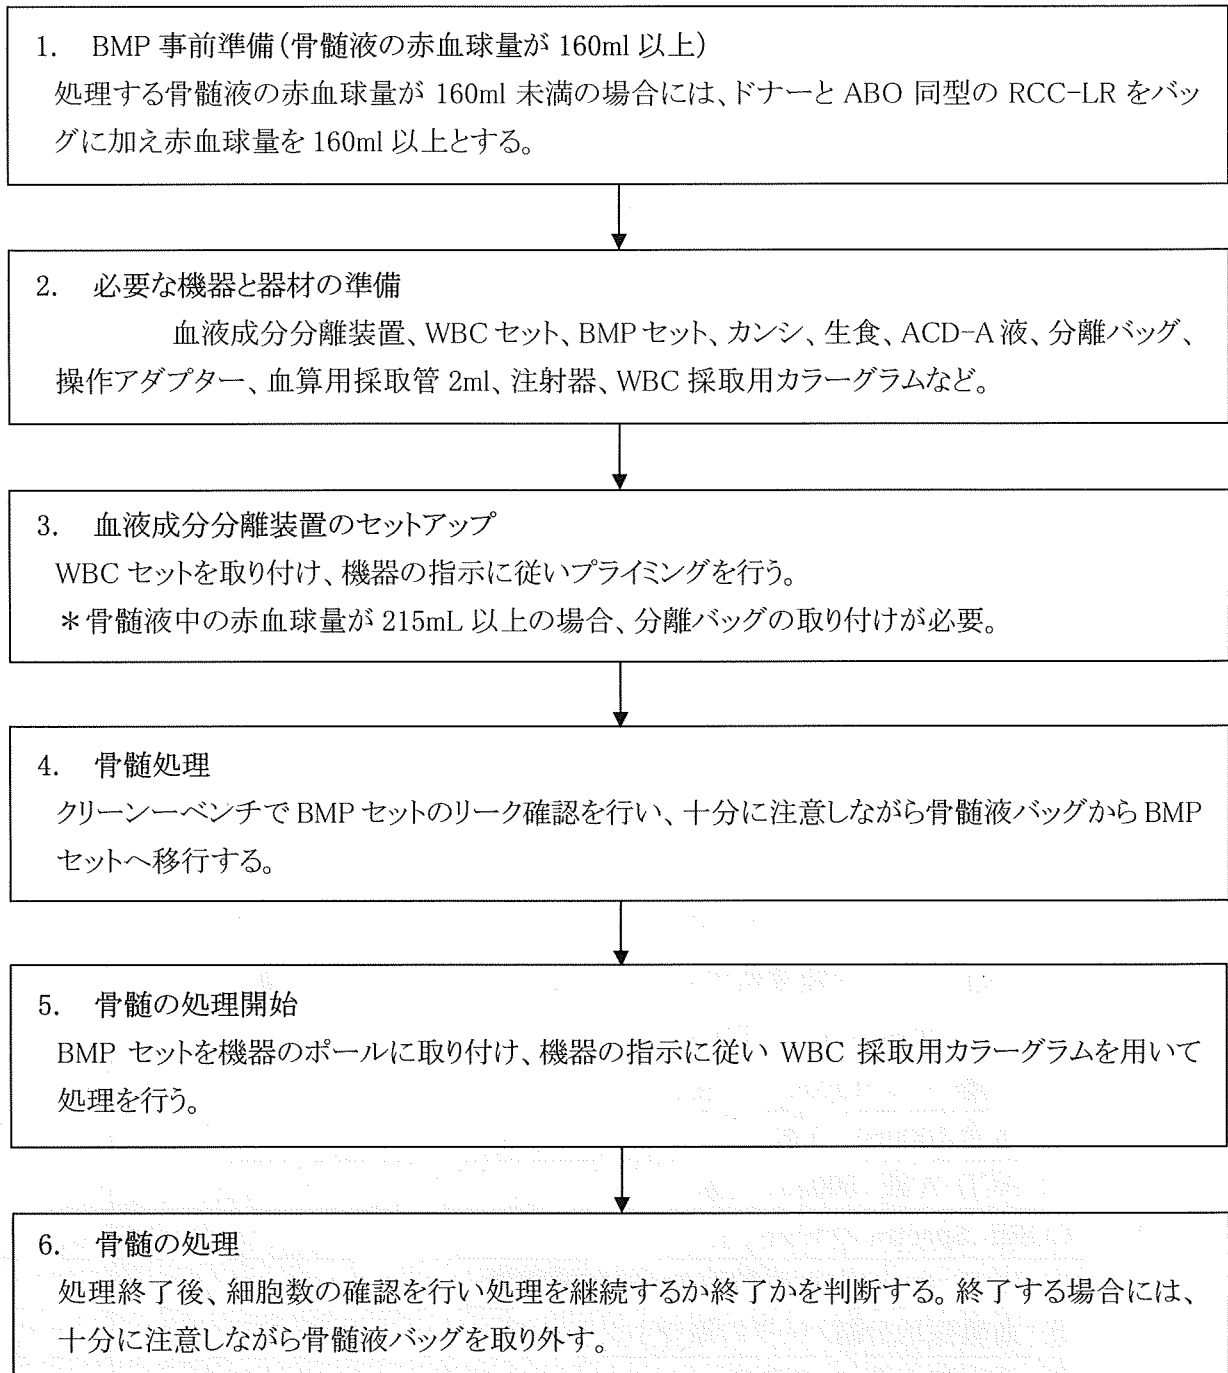 1. BMP 事前準備（骨髄液の赤血球量が 160ml 以上）
処理する骨髄液の赤血球量が 160ml 未満の場合には、ドナーと ABO 同型の RCC-LR をバッ
グに加え赤血球量を 160ml 以上とする。
2. 必要な機器と器材の準備
血液成分分離装置、WBC セット、BMP セット、カンシ、生食、ACD-A 液、分離バッグ、
操作アダプター、血算用採取管 2ml、注射器、WBC 採取用カラーグラムなど。
3. 血液成分分離装置のセットアップ
WBC セットを取り付け、機器の指示に従いプライミングを行う。
＊骨髄液中の赤血球量が 215mL 以上の場合、分離バッグの取り付けが必要。
4. 骨髄処理
クリーンーベンチで BMP セットのリーク確認を行い、十分に注意しながら骨髄液バッグから BMP
セットへ移行する。
5. 骨髄の処理開始
BMP セットを機器のポールに取り付け、機器の指示に従い WBC 採取用カラーグラムを用いて
処理を行う。
6. 骨髄の処理
処理終了後、細胞数の確認を行い処理を継続するか終了かを判断する。終了する場合には、
十分に注意しながら骨髄液バッグを取り外す。